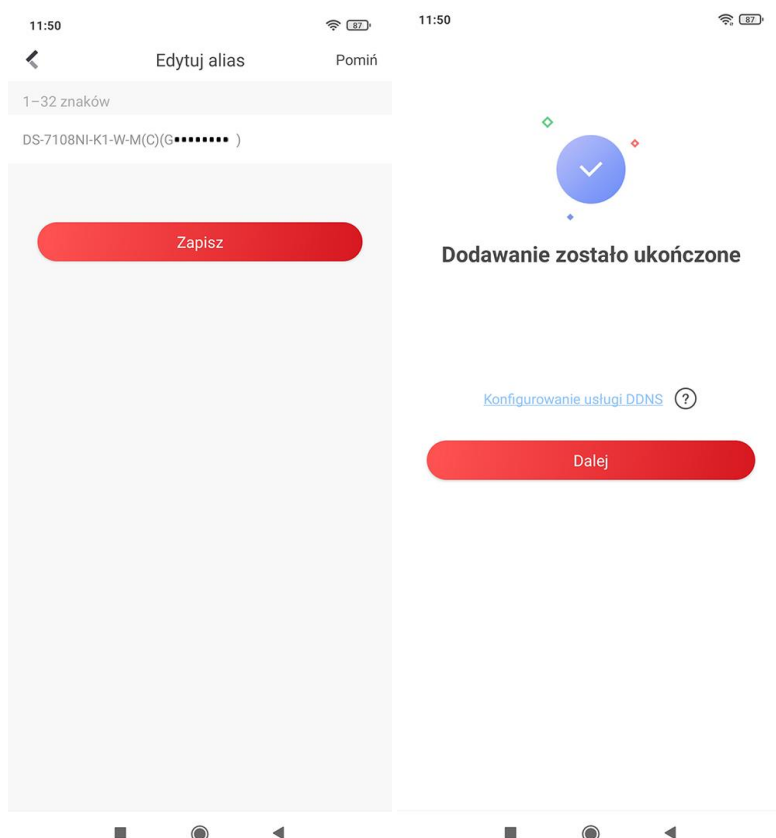 11:50
87
Edytuj alias
Pomiń
1–32 znaków
DS-7108NI-K1-W-M(C)(G•••••••• )
Zapisz
11:50
87
Dodawanie zostało ukończone
Konfigurowanie usługi DDNS ?
Dalej